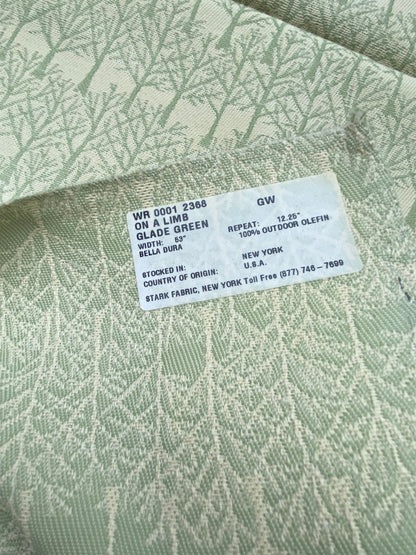 WR 0001 2368 GW
ON A LIMB
GLADE GREEN REPEAT: 12.25"
WIDTH: 53" 100% OUTDOOR OLEFIN
BELLA DURA
STOCKED IN: NEW YORK
COUNTRY OF ORIGIN: U.S.A.
STARK FABRIC, NEW YORK Toll Free (877) 746-7699